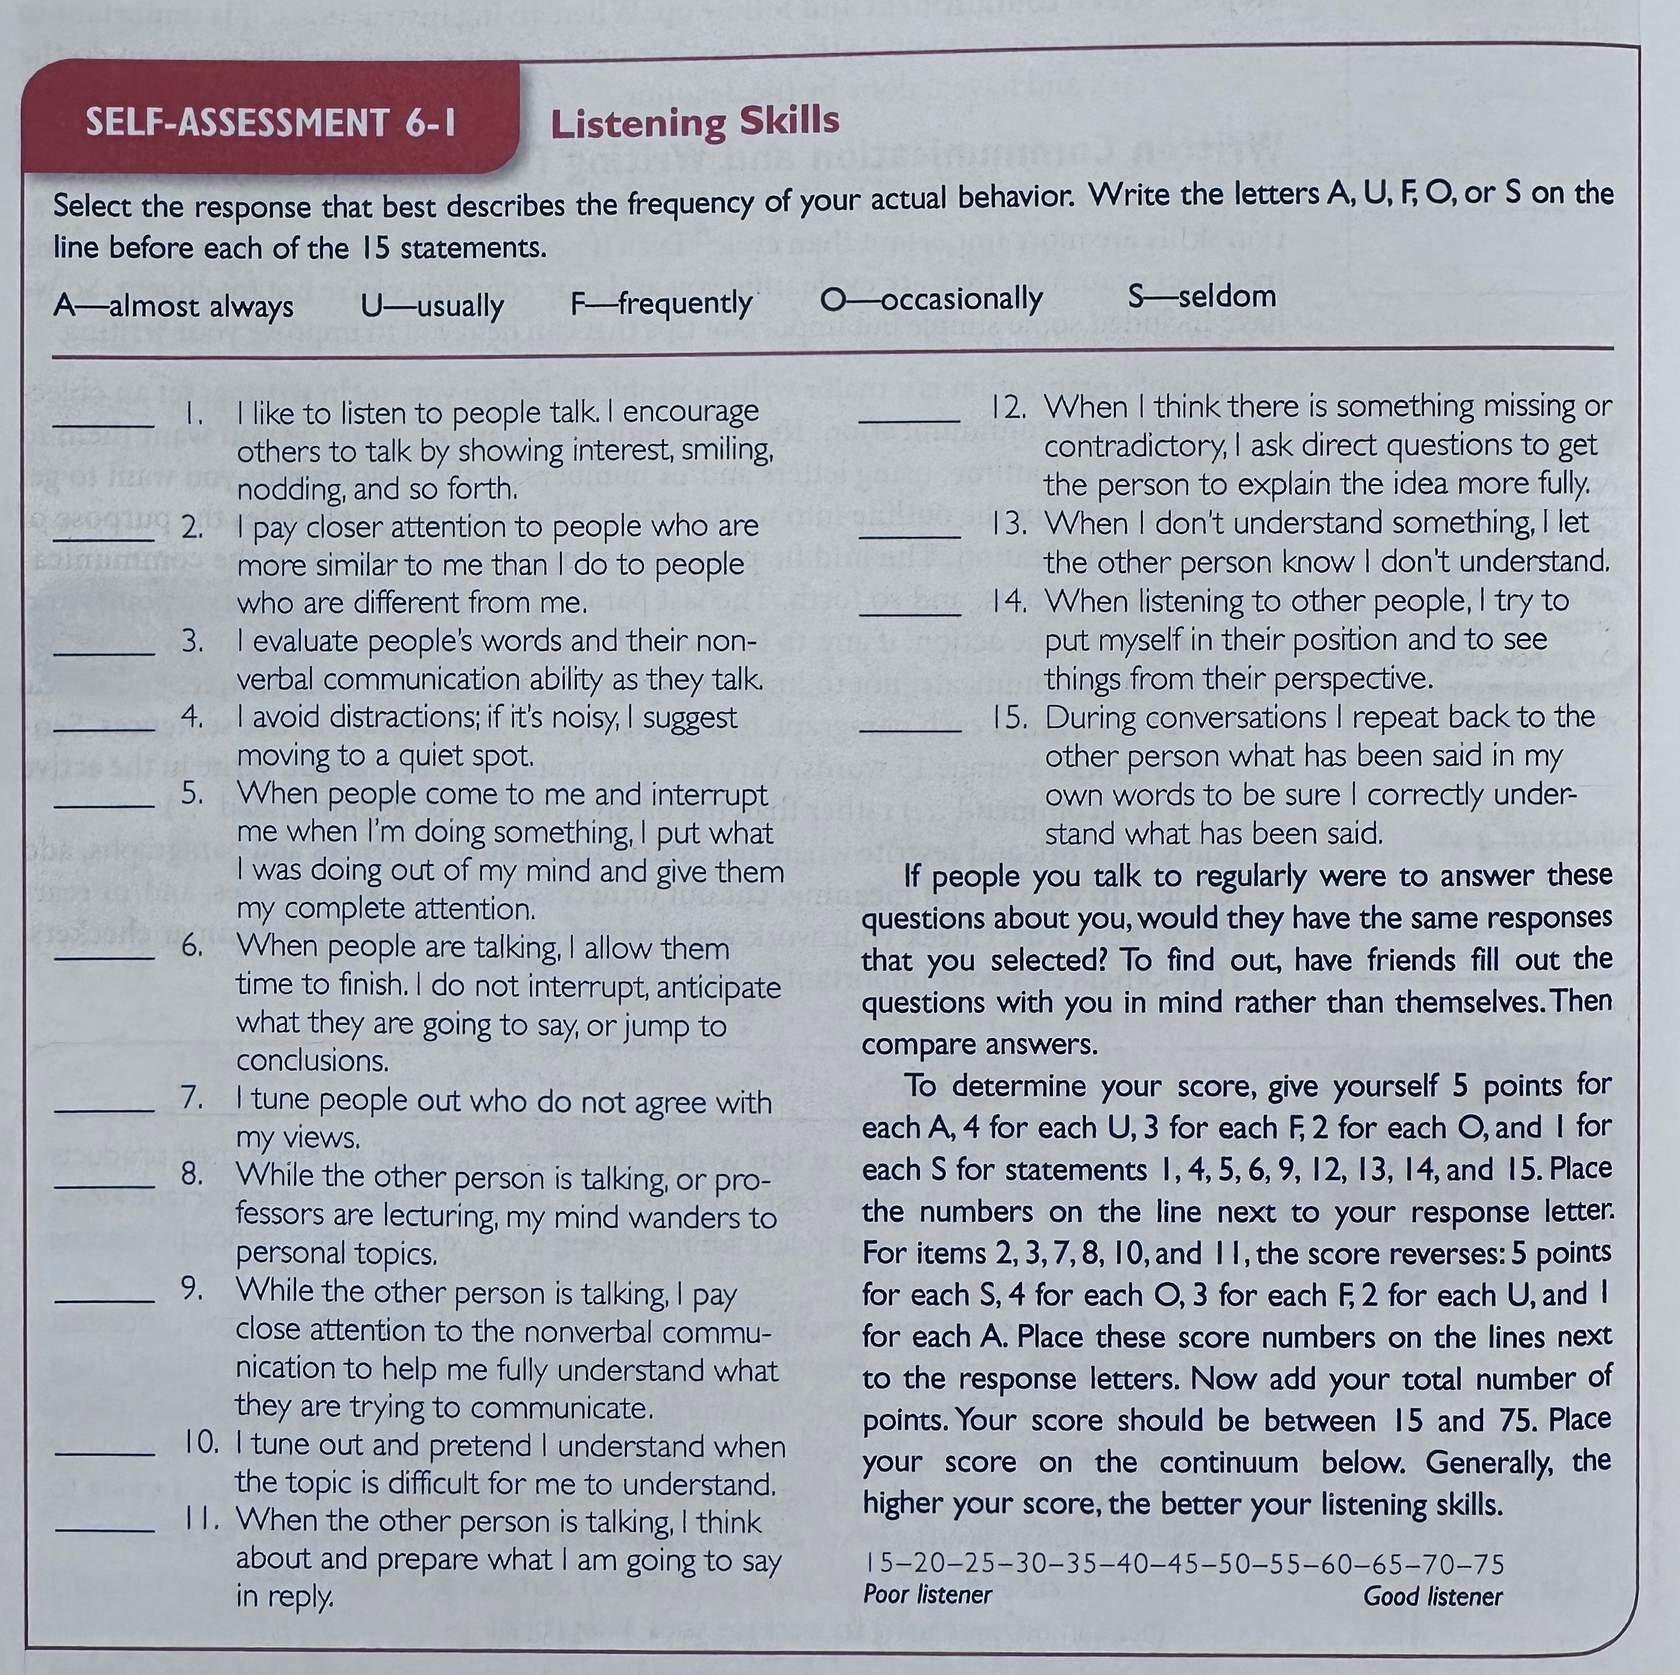 SELF-ASSESSMENT 6-1
Listening Skills
Select the response that best describes the frequency of your actual behavior. Write the letters A, U, F, O, or S on the
line before each of the 15 statements.
A—almost always U—usually F—frequently O—occasionally S—seldom
1. I like to listen to people talk. I encourage
others to talk by showing interest, smiling,
nodding, and so forth.
2. I pay closer attention to people who are
more similar to me than I do to people
who are different from me.
3. I evaluate people's words and their non-
verbal communication ability as they talk.
4. I avoid distractions; if it's noisy, I suggest
moving to a quiet spot.
5. When people come to me and interrupt
me when I'm doing something, I put what
I was doing out of my mind and give them
my complete attention.
6. When people are talking, I allow them
time to finish. I do not interrupt, anticipate
what they are going to say, or jump to
conclusions.
7. I tune people out who do not agree with
my views.
8. While the other person is talking, or pro-
fessors are lecturing, my mind wanders to
personal topics.
9. While the other person is talking, I pay
close attention to the nonverbal commu-
nication to help me fully understand what
they are trying to communicate.
10. I tune out and pretend I understand when
the topic is difficult for me to understand.
11. When the other person is talking, I think
about and prepare what I am going to say
in reply.
12. When I think there is something missing or
contradictory, I ask direct questions to get
the person to explain the idea more fully.
13. When I don't understand something, I let
the other person know I don't understand.
14. When listening to other people, I try to
put myself in their position and to see
things from their perspective.
15. During conversations I repeat back to the
other person what has been said in my
own words to be sure I correctly under-
stand what has been said.
If people you talk to regularly were to answer these
questions about you, would they have the same responses
that you selected? To find out, have friends fill out the
questions with you in mind rather than themselves. Then
compare answers.
To determine your score, give yourself 5 points for
each A, 4 for each U, 3 for each F, 2 for each O, and 1 for
each S for statements 1, 4, 5, 6, 9, 12, 13, 14, and 15. Place
the numbers on the line next to your response letter.
For items 2, 3, 7, 8, 10, and 11, the score reverses: 5 points
for each S, 4 for each O, 3 for each F, 2 for each U, and 1
for each A. Place these score numbers on the lines next
to the response letters. Now add your total number of
points. Your score should be between 15 and 75. Place
your score on the continuum below. Generally, the
higher your score, the better your listening skills.
15–20–25–30–35–40–45–50–55–60–65–70–75
Poor listener Good listener